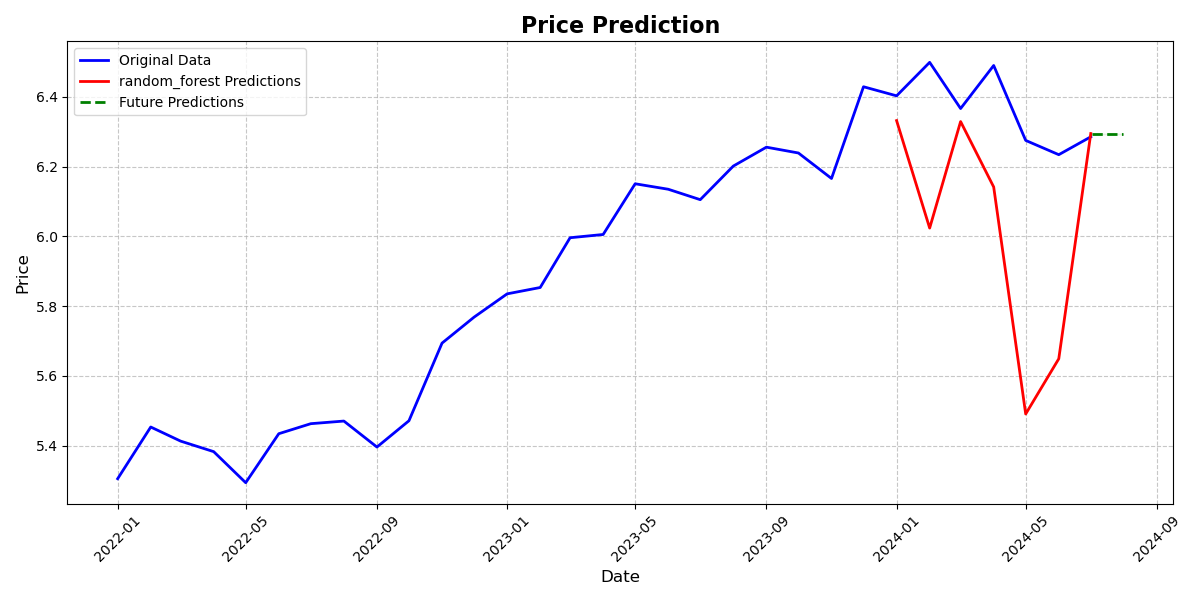 Price Prediction
Original Data
random_forest Predictions
Future Predictions
Price
6.4
6.2
6.0
5.8
5.6
5.4
2022-01
2022-05
2022-09
2023-01
2023-05
2023-09
2024-01
2024-05
2024-09
Date